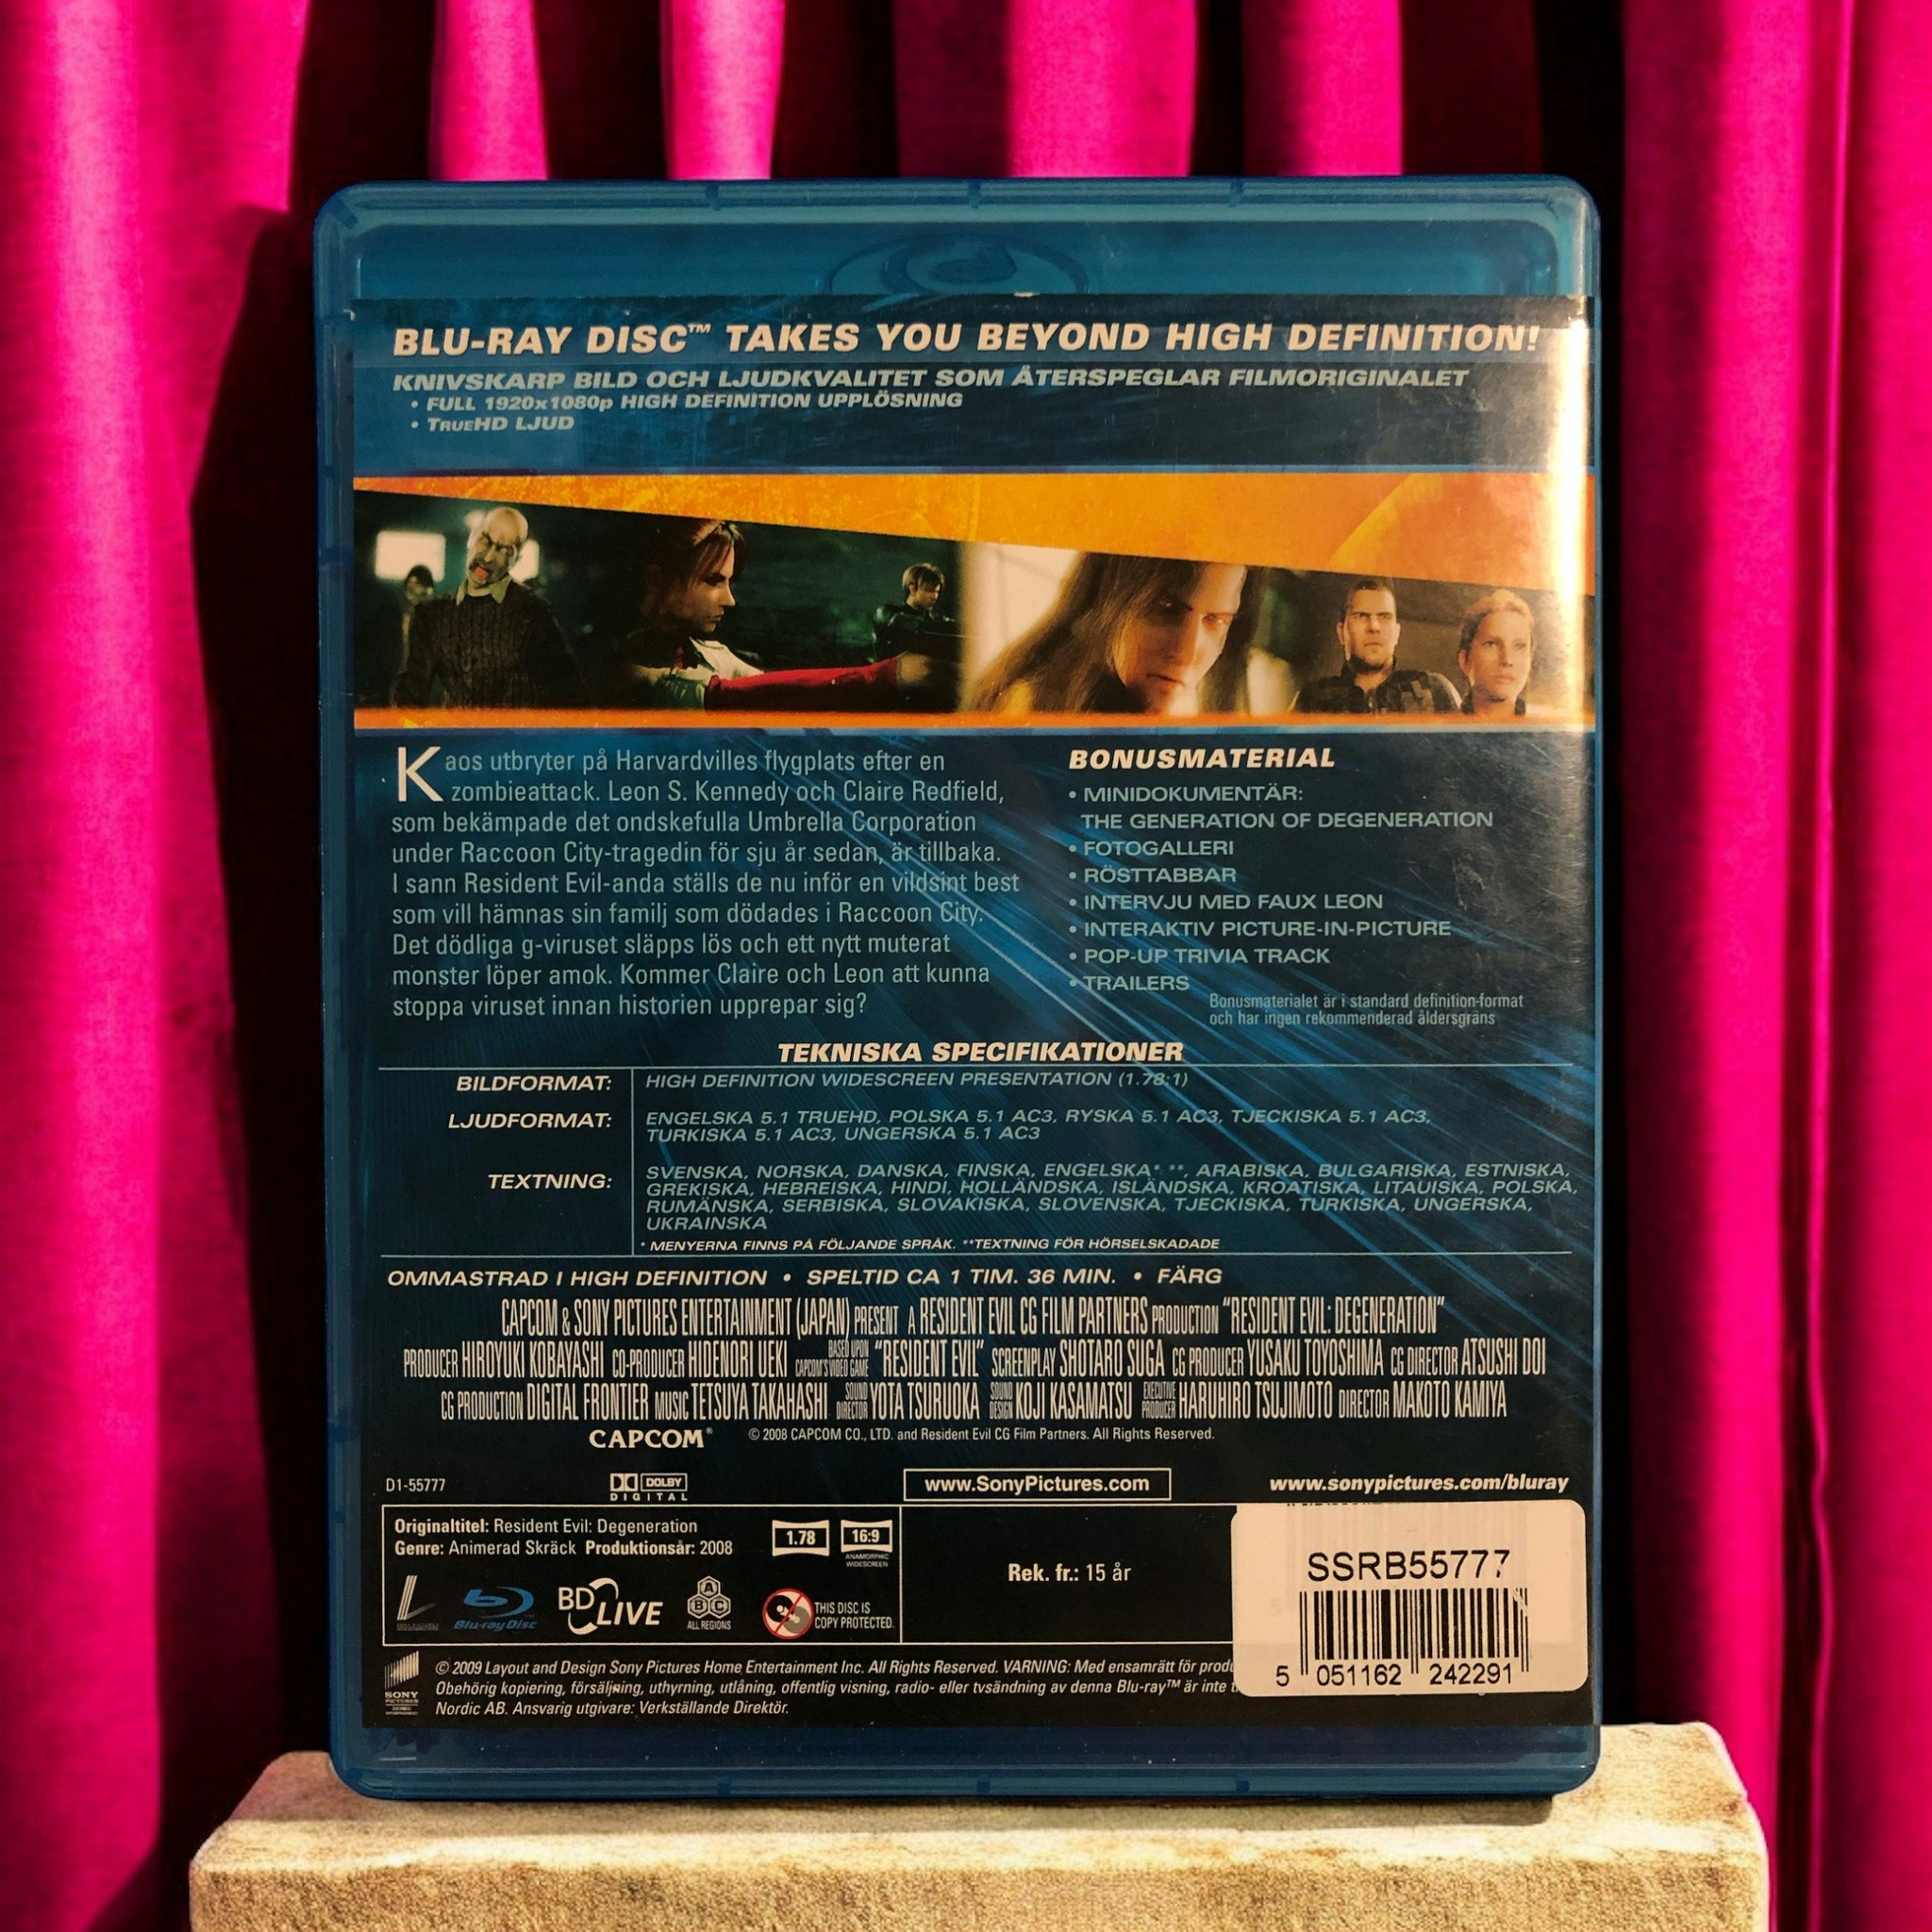 BLU-RAY DISC™ TAKES YOU BEYOND HIGH DEFINITION!
KNIVSKARP BILD OCH LJUDKVALITET SOM ÅTERSPEGLAR FILMORIGINALET
• FULL 1920x1080p HIGH DEFINITION UPPLÖSNING
• TRUEHD LJUD
Kaos utbryter på Harvardvilles flygplats efter en
zombieattack. Leon S. Kennedy och Claire Redfield,
som bekämpade det ondskefulla Umbrella Corporation
under Raccoon City-tragedin för sju år sedan, är tillbaka.
I sann Resident Evil-anda ställs de nu inför en vildsint best
som vill hämnas sin familj som dödades i Raccoon City.
Det dödliga g-viruset släpps lös och ett nytt muterat
monster löper amok. Kommer Claire och Leon att kunna
stoppa viruset innan historien upprepar sig?
BONUSMATERIAL
• MINIDOKUMENTÄR:
THE GENERATION OF DEGENERATION
• FOTOGALLERI
• RÖSTTABBAR
• INTERVJU MED FAUX LEON
• INTERAKTIV PICTURE-IN-PICTURE
• POP-UP TRIVIA TRACK
• TRAILERS
Bonusmaterialet är i standard definition-format
och har ingen rekommenderad åldersgräns
TEKNISKA SPECIFIKATIONER
BILDFORMAT: HIGH DEFINITION WIDESCREEN PRESENTATION (1.78:1)
LJUDFORMAT: ENGELSKA 5.1 TRUEHD, POLSKA 5.1 AC3, RYSKA 5.1 AC3, TJECKISKA 5.1 AC3,
TURKISKA 5.1 AC3, UNGERSKA 5.1 AC3
TEXTNING: SVENSKA, NORSKA, DANSKA, FINSKA, ENGELSKA* **, ARABISKA, BULGARISKA, ESTNISKA,
GREKISKA, HEBREISKA, HINDI, HOLLÄNDSKA, ISLÄNDSKA, KROATISKA, LITAUISKA, POLSKA,
RUMÄNSKA, SERBISKA, SLOVAKISKA, SLOVENSKA, TJECKISKA, TURKISKA, UNGERSKA,
UKRAINSKA
* MENYERNA FINNS PÅ FÖLJANDE SPRÅK. **TEXTNING FÖR HÖRSELSKADADE
OMMASTRAD I HIGH DEFINITION • SPELTID CA 1 TIM. 36 MIN. • FÄRG
CAPCOM & SONY PICTURES ENTERTAINMENT (JAPAN) PRESENT A RESIDENT EVIL CG FILM PARTNERS PRODUCTION "RESIDENT EVIL: DEGENERATION"
PRODUCER HIROYUKI KOBAYASHI CO-PRODUCER HIDENORI UEKI BASED UPON CAPCOM'S VIDEO GAME "RESIDENT EVIL" SCREENPLAY SHOTARO SUGA CG PRODUCER YUSAKU TOYOSHIMA CG DIRECTOR ATSUSHI DOI
CG PRODUCTION DIGITAL FRONTIER MUSIC TETSUYA TAKAHASHI SOUND DIRECTOR YOTA TSURUOKA SOUND DESIGN KOJI KASAMATSU EXECUTIVE PRODUCER HARUHIRO TSUJIMOTO DIRECTOR MAKOTO KAMIYA
CAPCOM® © 2008 CAPCOM CO., LTD. and Resident Evil CG Film Partners. All Rights Reserved.
D1-55777
DOLBY
DIGITAL
www.SonyPictures.com
www.sonypictures.com/bluray
Originaltitel: Resident Evil: Degeneration
Genre: Animerad Skräck Produktionsår: 2008
1.78
16:9
ANAMORPHIC
WIDESCREEN
Blu-ray Disc
BD LIVE
A
B C
ALL REGIONS
THIS DISC IS
COPY PROTECTED.
Rek. fr.: 15 år
SSRB55777
5 051162 242291
SONY
PICTURES
© 2009 Layout and Design Sony Pictures Home Entertainment Inc. All Rights Reserved. VARNING: Med ensamrätt för
Obehörig kopiering, försäljning, uthyrning, utlåning, offentlig visning, radio- eller tvsändning av denna Blu-ray™ är inte
Nordic AB. Ansvarig utgivare: Verkställande Direktör.